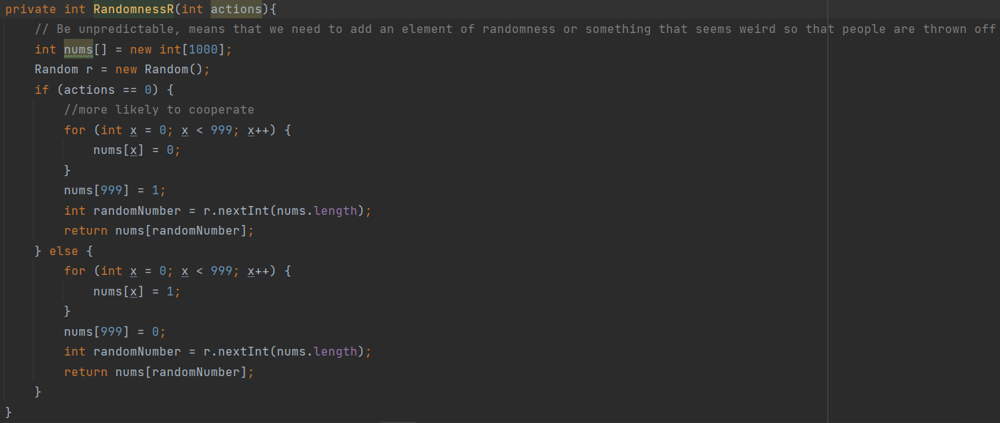 private int RandomnessR(int actions){
    // Be unpredictable, means that we need to add an element of randomness or something that seems weird so that people are thrown off
    int nums[] = new int[1000];
    Random r = new Random();
    if (actions == 0) {
        //more likely to cooperate
        for (int x = 0; x < 999; x++) {
            nums[x] = 0;
        }
        nums[999] = 1;
        int randomNumber = r.nextInt(nums.length);
        return nums[randomNumber];
    } else {
        for (int x = 0; x < 999; x++) {
            nums[x] = 1;
        }
        nums[999] = 0;
        int randomNumber = r.nextInt(nums.length);
        return nums[randomNumber];
    }
}